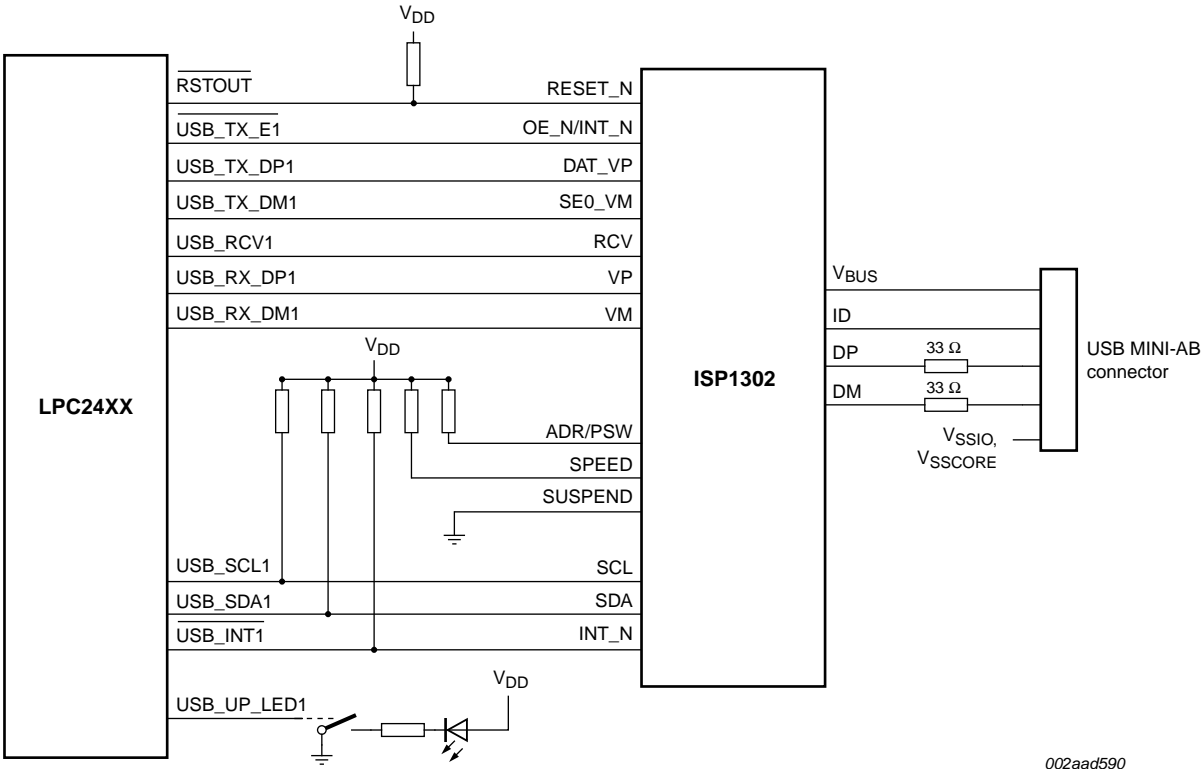 VDD
RSTOUT
RESET_N
USB_TX_E1
OE_N/INT_N
USB_TX_DP1
DAT_VP
USB_TX_DM1
SE0_VM
USB_RCV1
RCV
USB_RX_DP1
VP
USB_RX_DM1
VM
VDD
LPC24XX
ISP1302
VBUS
ID
DP
33 Ω
DM
33 Ω
USB MINI-AB
connector
VSSIO,
VSSCORE
ADR/PSW
SPEED
SUSPEND
USB_SCL1
SCL
USB_SDA1
SDA
USB_INT1
INT_N
USB_UP_LED1
VDD
002aad590